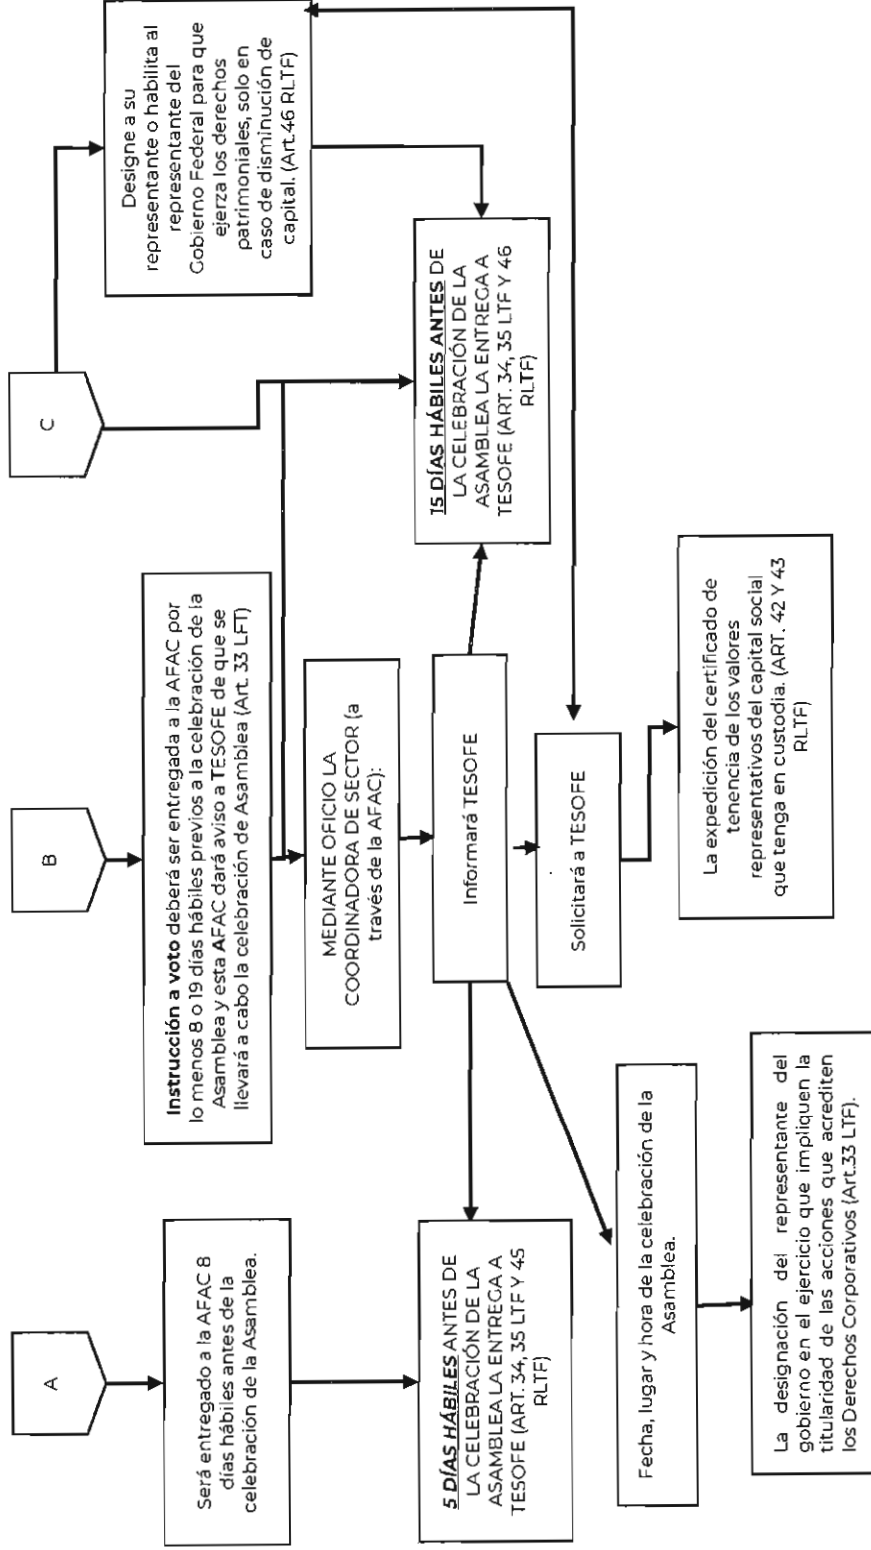 A
Será entregado a la AFAC 8
días hábiles antes de la
celebración de la Asamblea.
5 DÍAS HÁBILES ANTES DE
LA CELEBRACIÓN DE LA
ASAMBLEA LA ENTREGA A
TESOFE (ART. 34, 35 LTF Y 45
RLTF)
B
Instrucción a voto deberá ser entregada a la AFAC por
lo menos 8 o 19 días hábiles previos a la celebración de la
Asamblea y esta AFAC dará aviso a TESOFE de que se
llevará a cabo la celebración de Asamblea (Art. 33 LFT)
MEDIANTE OFICIO LA
COORDINADORA DE SECTOR (a
través de la AFAC):
Informará TESOFE
Fecha, lugar y hora de la celebración de la
Asamblea.
La designación del representante del
gobierno en el ejercicio que impliquen la
titularidad de las acciones que acrediten
los Derechos Corporativos (Art.33 LTF).
Solicitará a TESOFE
La expedición del certificado de
tenencia de los valores
representativos del capital social
que tenga en custodia. (ART. 42 Y 43
RLTF)
C
Designe a su
representante o habilita al
representante del
Gobierno Federal para que
ejerza los derechos
patrimoniales, solo en
caso de disminución de
capital. (Art.46 RLTF)
15 DÍAS HÁBILES ANTES DE
LA CELEBRACIÓN DE LA
ASAMBLEA LA ENTREGA A
TESOFE (ART. 34, 35 LTF Y 46
RLTF)